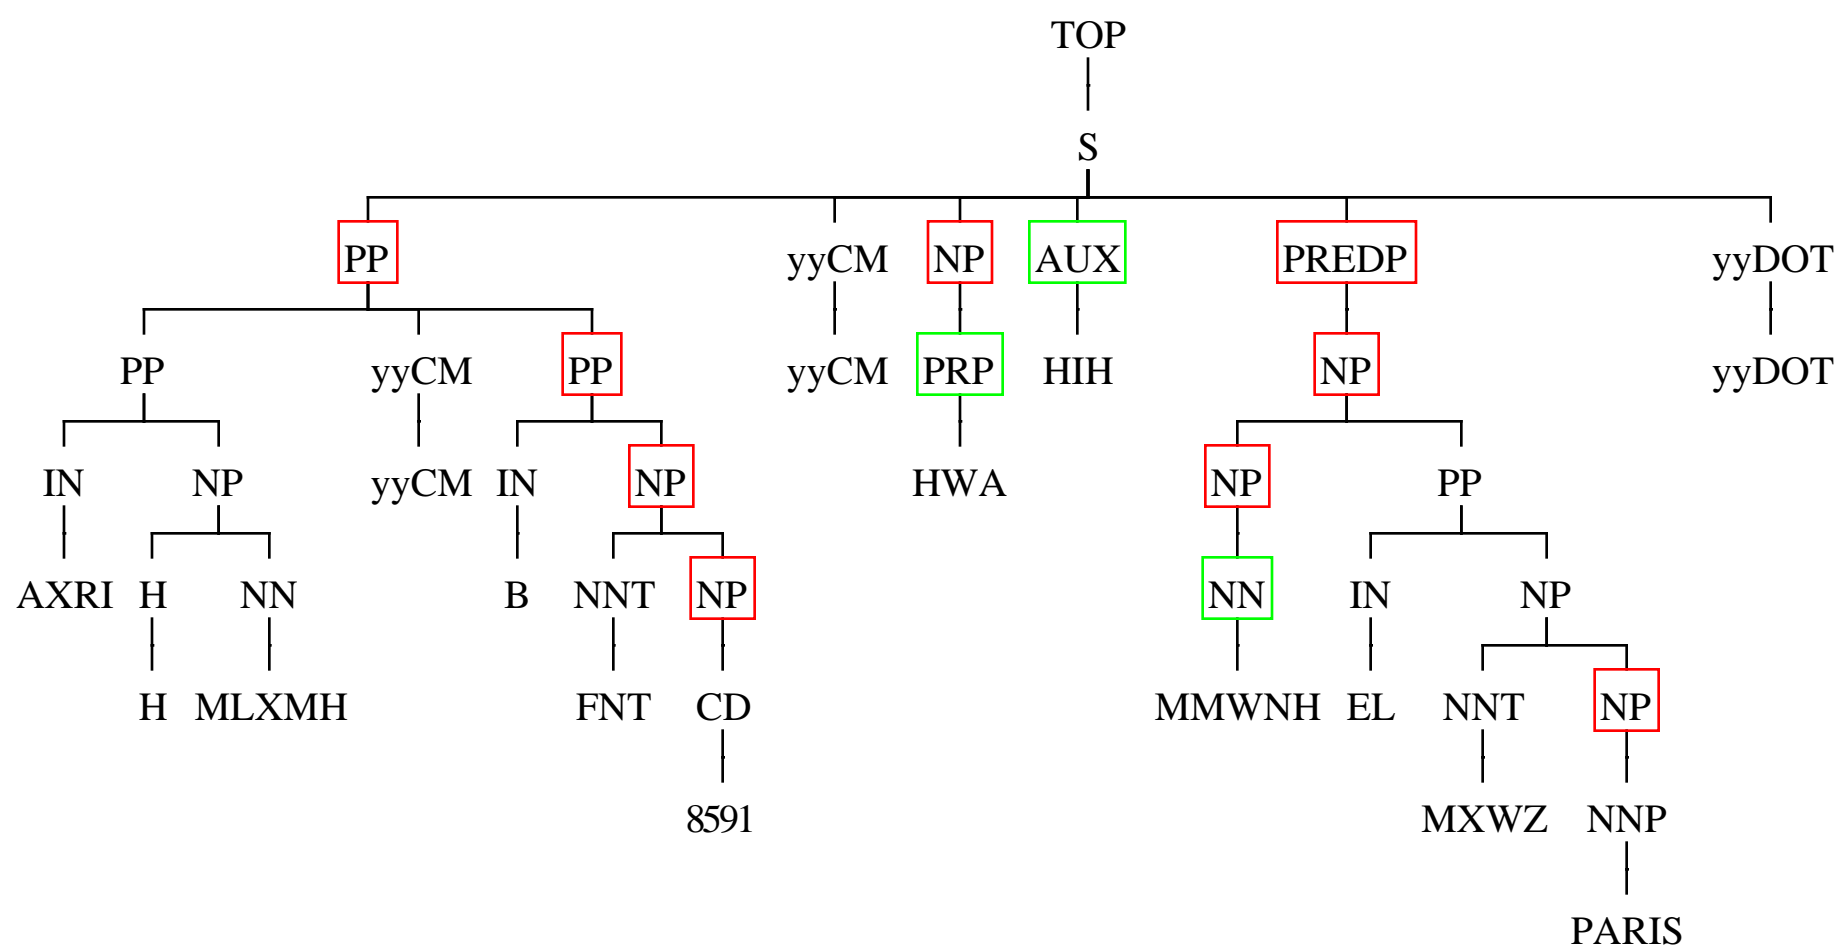 TOP
S
PP yyCM NP AUX PREDP yyDOT
PP yyCM PP yyCM PRP HIH NP yyDOT
IN NP yyCM IN NP HWA NP PP
AXRI H NN B NNT NP NN IN NP
H MLXMH FNT CD MMWNH EL NNT NP
8591 MXWZ NNP
PARIS